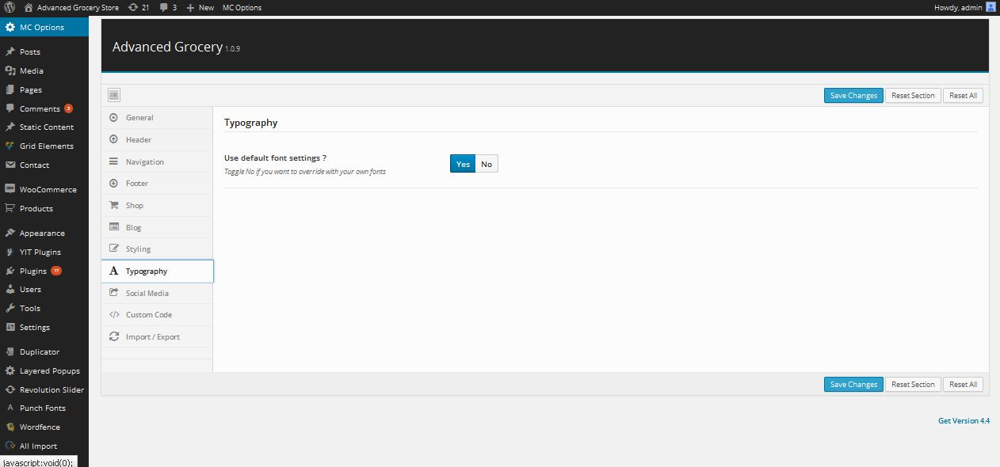 Advanced Grocery Store 21 3 New MC Options Howdy, admin
MC Options
Posts
Media
Pages
Comments 3
Static Content
Grid Elements
Contact
WooCommerce
Products
Appearance
YIT Plugins
Plugins 17
Users
Tools
Settings
Duplicator
Layered Popups
Revolution Slider
Punch Fonts
Wordfence
All Import
javascript:void(0);
Advanced Grocery 1.0.9
Save Changes Reset Section Reset All
General
Header
Navigation
Footer
Shop
Blog
Styling
Typography
Social Media
Custom Code
Import / Export
Typography
Use default font settings ?
Toggle No if you want to override with your own fonts
Yes No
Save Changes Reset Section Reset All
Get Version 4.4